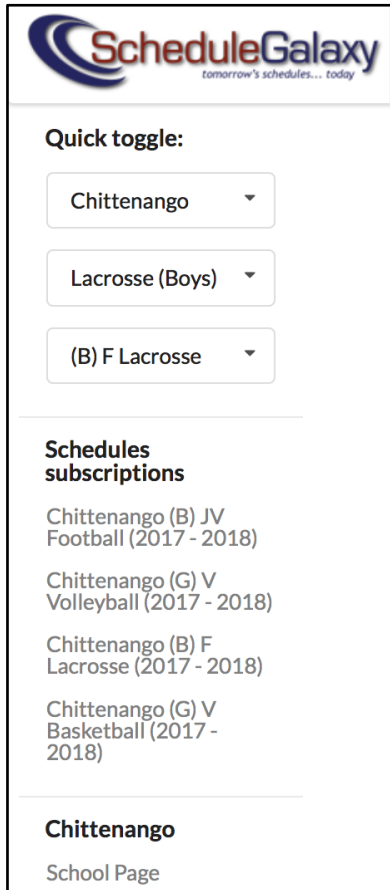 ScheduleGalaxy
tomorrow's schedules... today
Quick toggle:
Chittenango
Lacrosse (Boys)
(B) F Lacrosse
Schedules
subscriptions
Chittenango (B) JV
Football (2017 - 2018)
Chittenango (G) V
Volleyball (2017 - 2018)
Chittenango (B) F
Lacrosse (2017 - 2018)
Chittenango (G) V
Basketball (2017 -
2018)
Chittenango
School Page